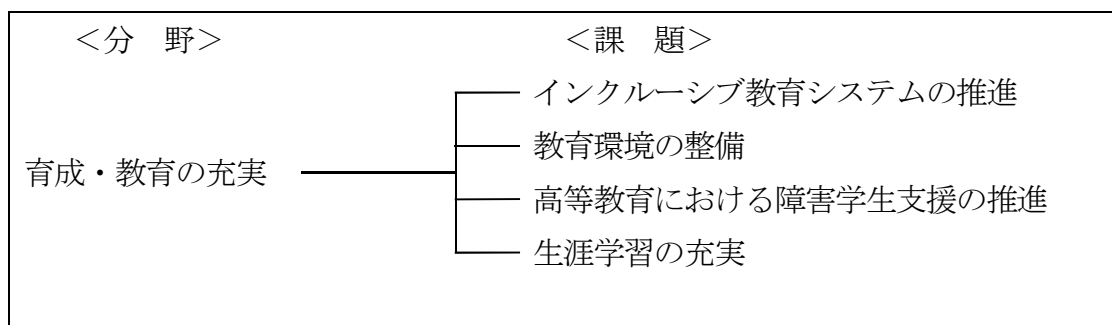 ＜分　野＞　　　　　　　　　　＜課　題＞
インクルーシブ教育システムの推進
教育環境の整備
育成・教育の充実
高等教育における障害学生支援の推進
生涯学習の充実